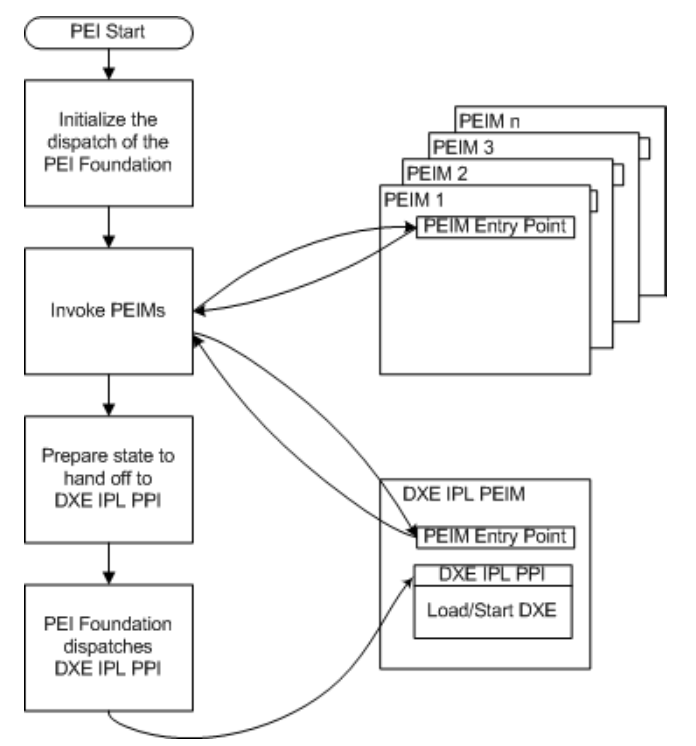 PEI Start
Initialize the
dispatch of the
PEI Foundation
Invoke PEIMs
Prepare state to
hand off to
DXE IPL PPI
PEI Foundation
dispatches
DXE IPL PPI
PEIM n
PEIM 3
PEIM 2
PEIM 1
PEIM Entry Point
DXE IPL PEIM
PEIM Entry Point
DXE IPL PPI
Load/Start DXE